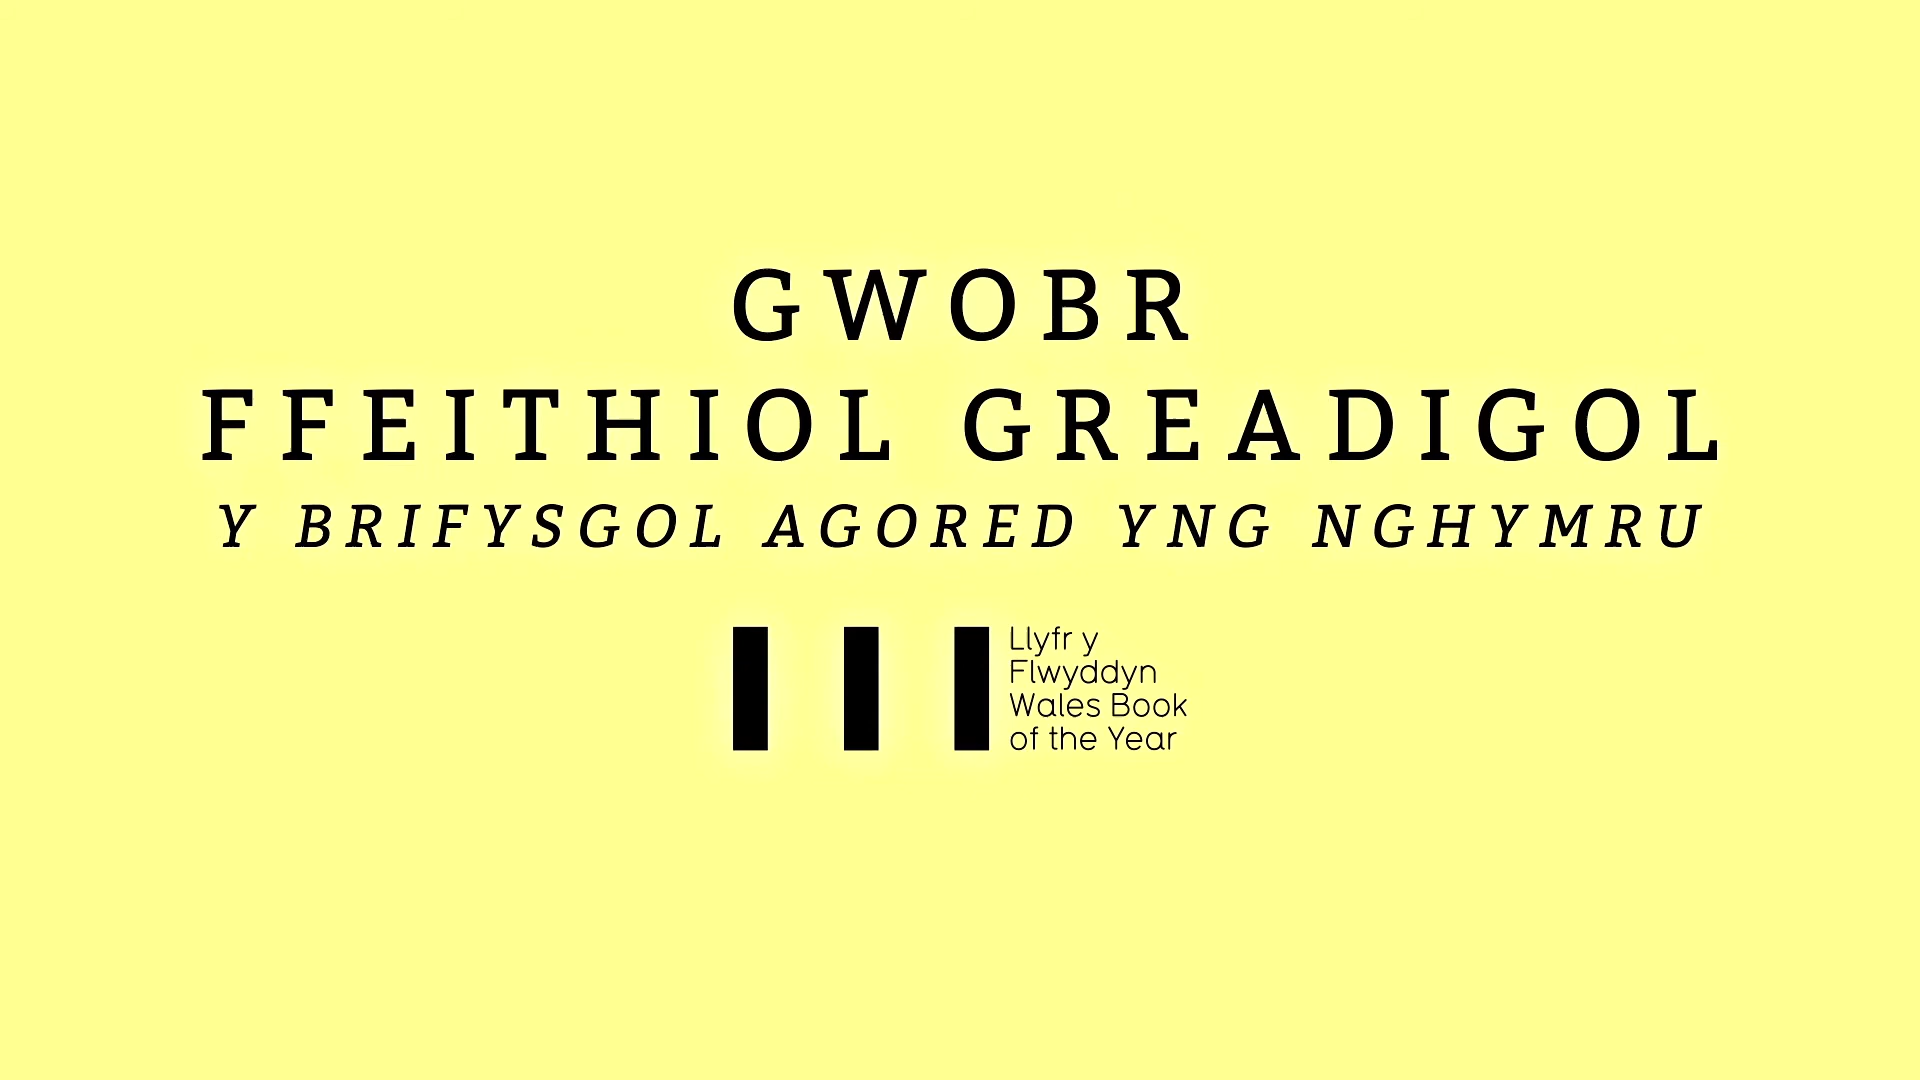 GWOBR
FFEITHIOL GREADIGOL
Y BRIFYSGOL AGORED YNG NGHYMRU
Llyfr y
Flwyddyn
Wales Book
of the Year